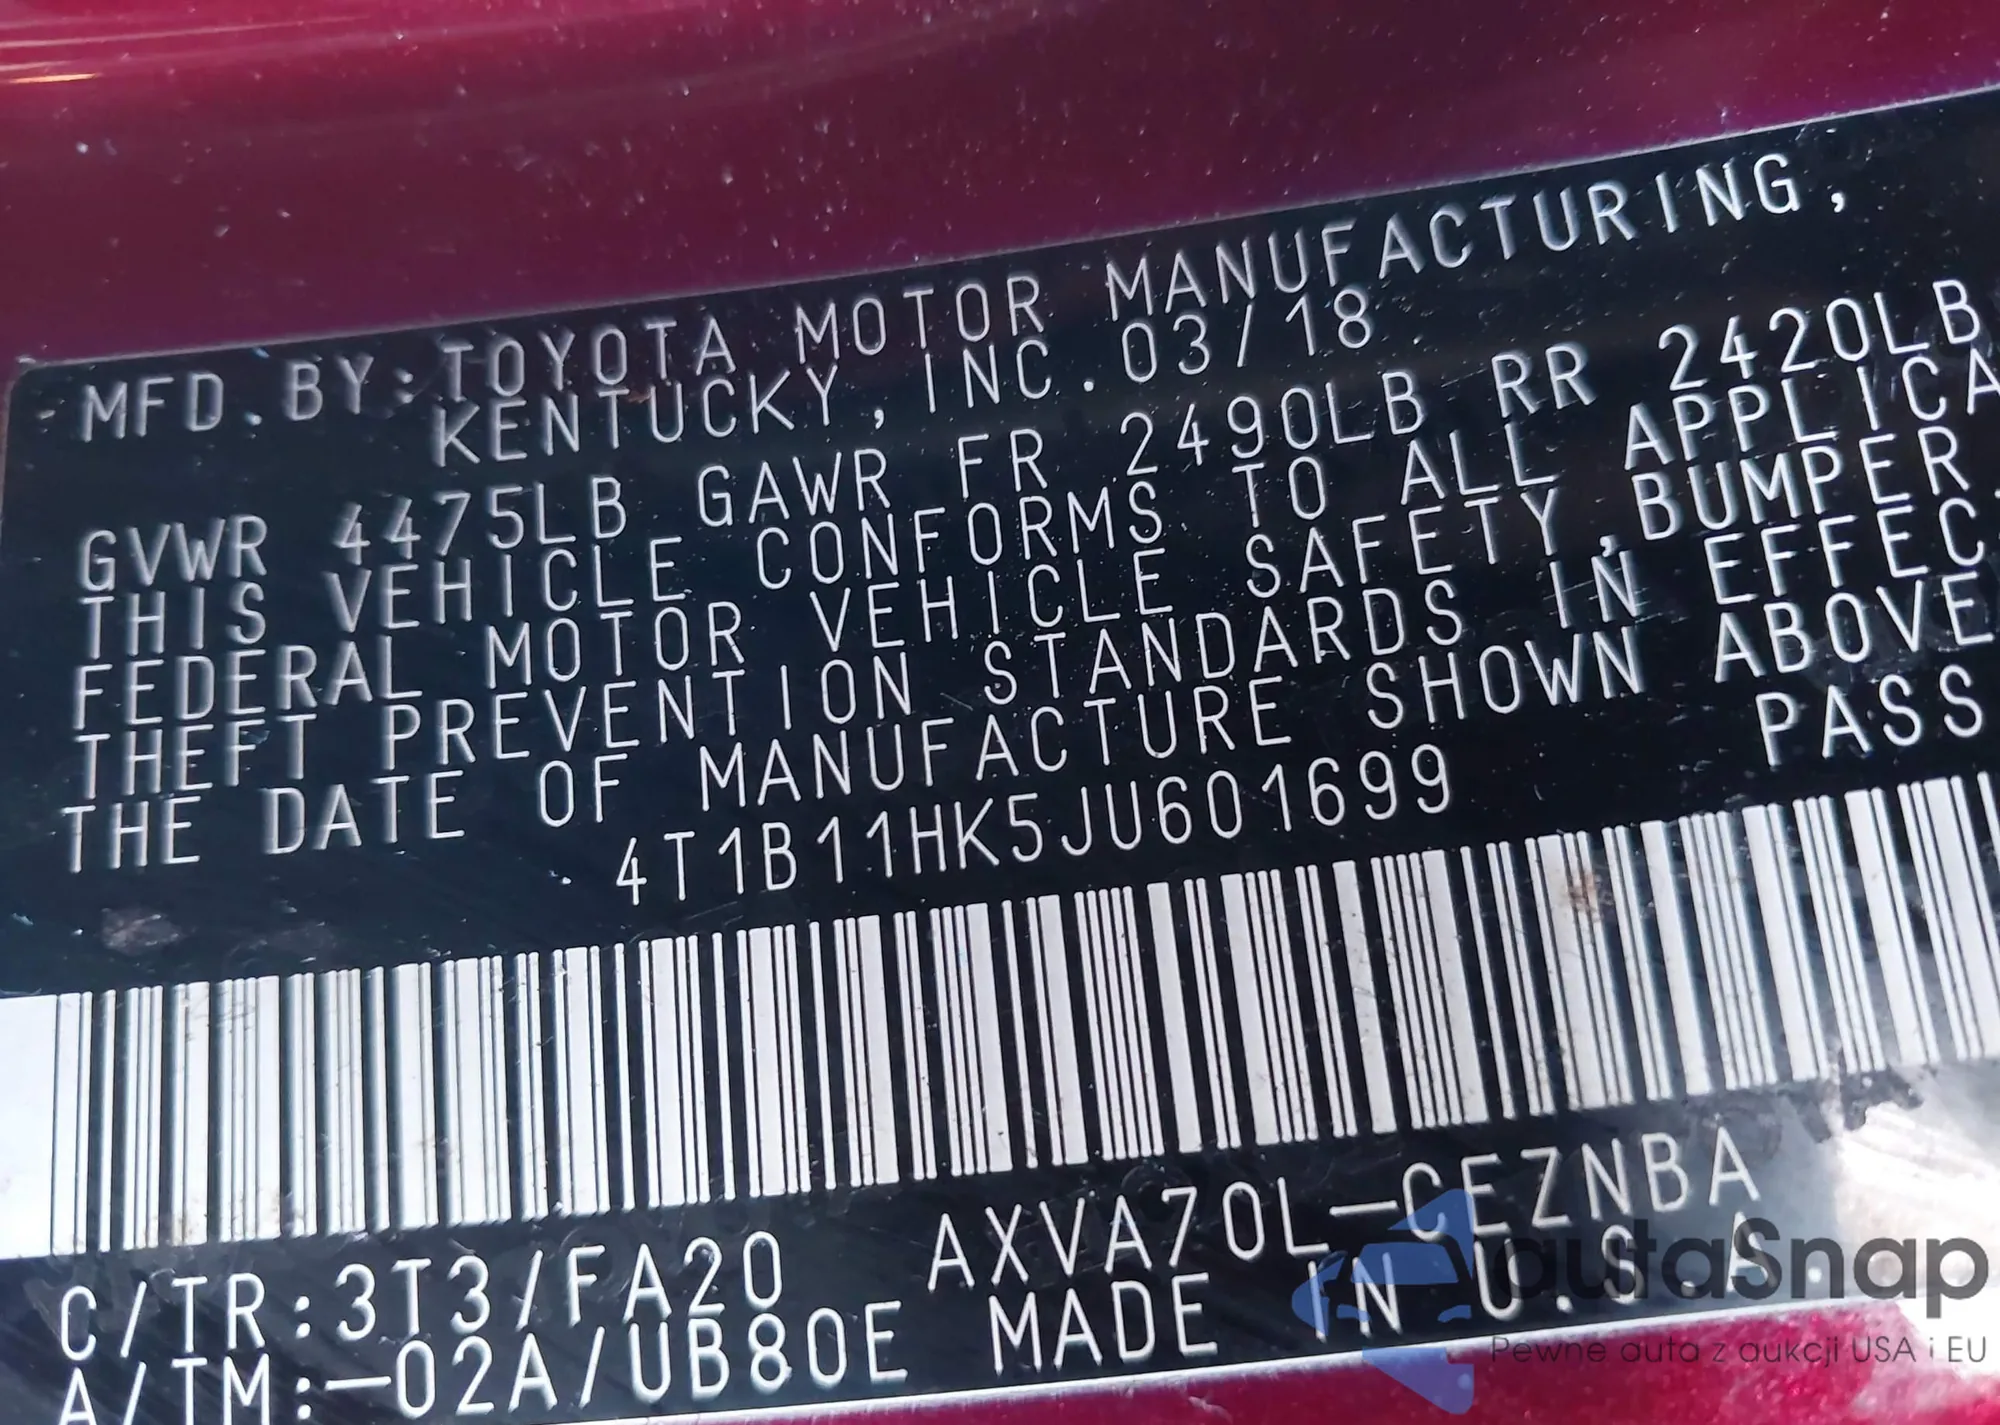 MFD.BY:TOYOTA MOTOR MANUFACTURING,
KENTUCKY, INC. 03/18
GVWR 4475LB GAWR FR 2490LB RR 2420LB
THIS VEHICLE CONFORMS TO ALL APPLICA
FEDERAL MOTOR VEHICLE SAFETY,BUMPER,
THEFT PREVENTION STANDARDS IN EFFEC
THE DATE OF MANUFACTURE SHOWN ABOVE
4T1B11HK5JU601699 PASS
C/TR:3T3/FA20 AXVA70L-CEZNBA
A/TM:-02A/UB80E MADE IN U.S.A.
autaSnap
Pewne auta z aukcji USA i EU